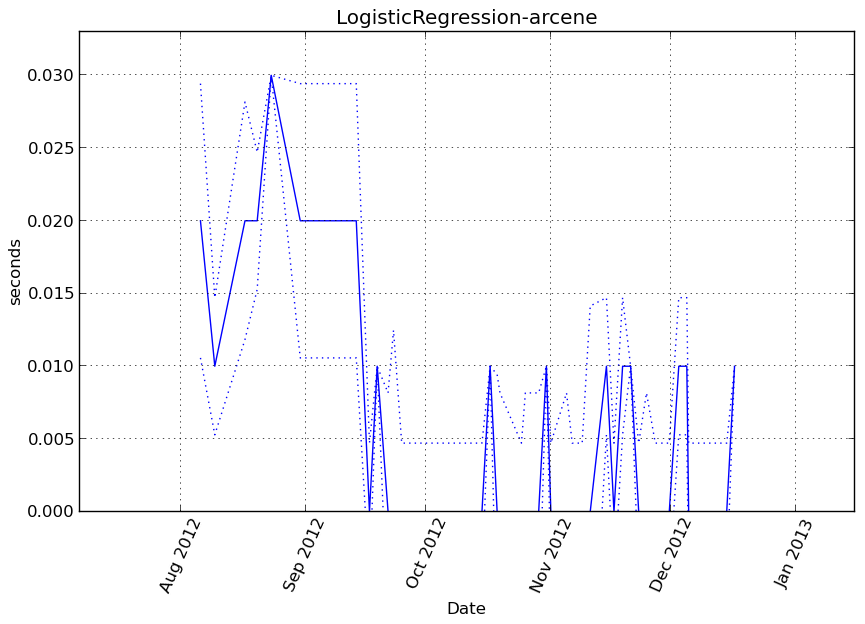 LogisticRegression-arcene
0.030
0.025
0.020
0.015
0.010
0.005
0.000
seconds
Aug 2012
Sep 2012
Oct 2012
Nov 2012
Dec 2012
Jan 2013
Date